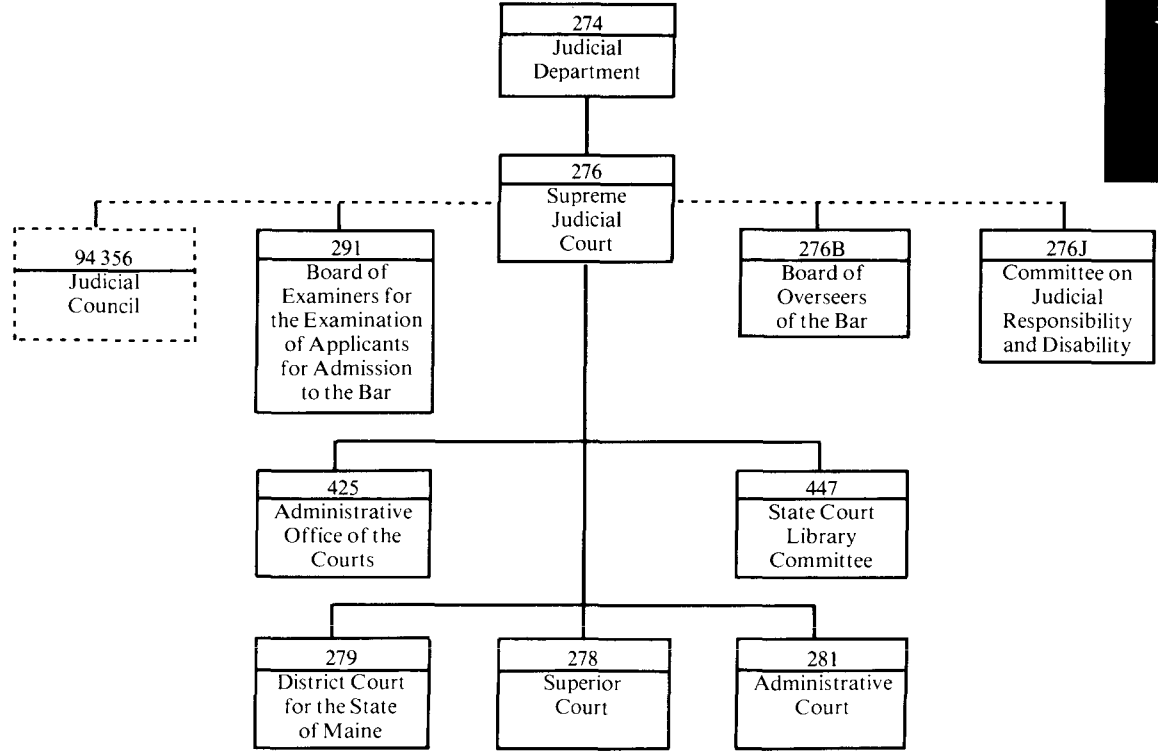 274
Judicial
Department
276
Supreme
Judicial
Court
94 356
Judicial
Council
291
Board of
Examiners for
the Examination
of Applicants
for Admission
to the Bar
276B
Board of
Overseers
of the Bar
276J
Committee on
Judicial
Responsibility
and Disability
425
Administrative
Office of the
Courts
447
State Court
Library
Committee
279
District Court
for the State
of Maine
278
Superior
Court
281
Administrative
Court